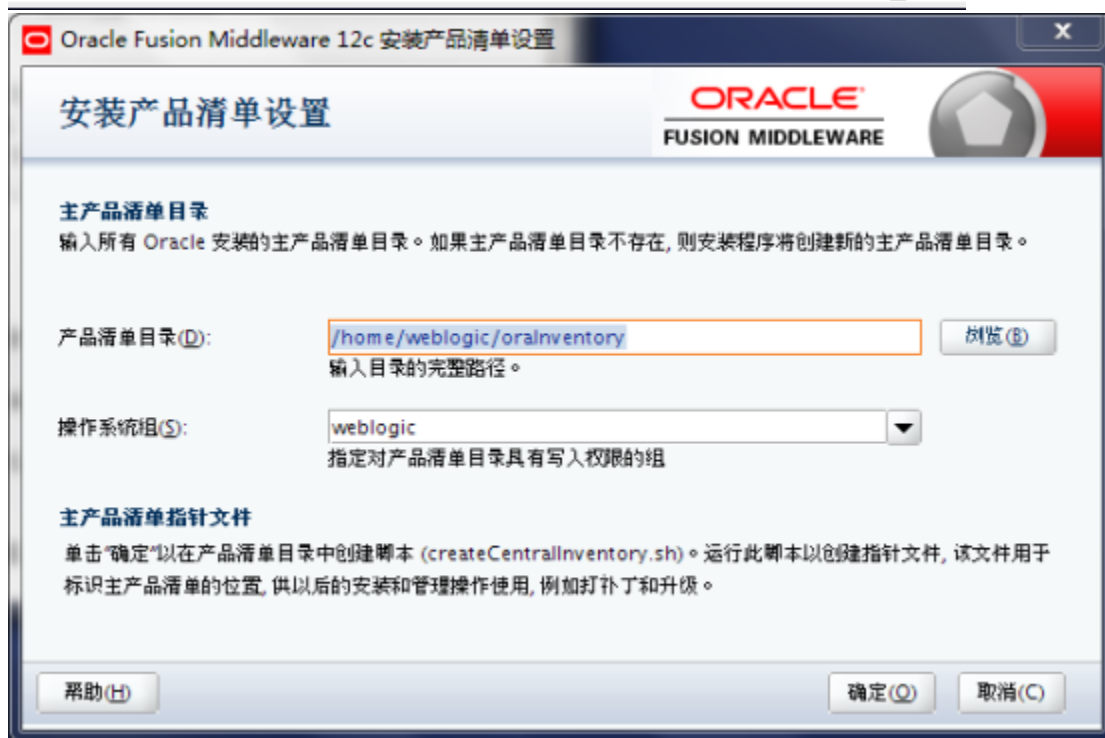 Oracle Fusion Middleware 12c 安装产品清单设置
x
安装产品清单设置
ORACLE
FUSION MIDDLEWARE
主产品清单目录
输入所有 Oracle 安装的主产品清单目录。如果主产品清单目录不存在, 则安装程序将创建新的主产品清单目录。
产品清单目录(D):
/home/weblogic/oraInventory
浏览(B)
输入目录的完整路径。
操作系统组(S):
weblogic
指定对产品清单目录具有写入权限的组
主产品清单指针文件
单击"确定"以在产品清单目录中创建脚本 (createCentralInventory.sh)。运行此脚本以创建指针文件, 该文件用于
标识主产品清单的位置, 供以后的安装和管理操作使用, 例如打补丁和升级。
帮助(H)
确定(O)
取消(C)